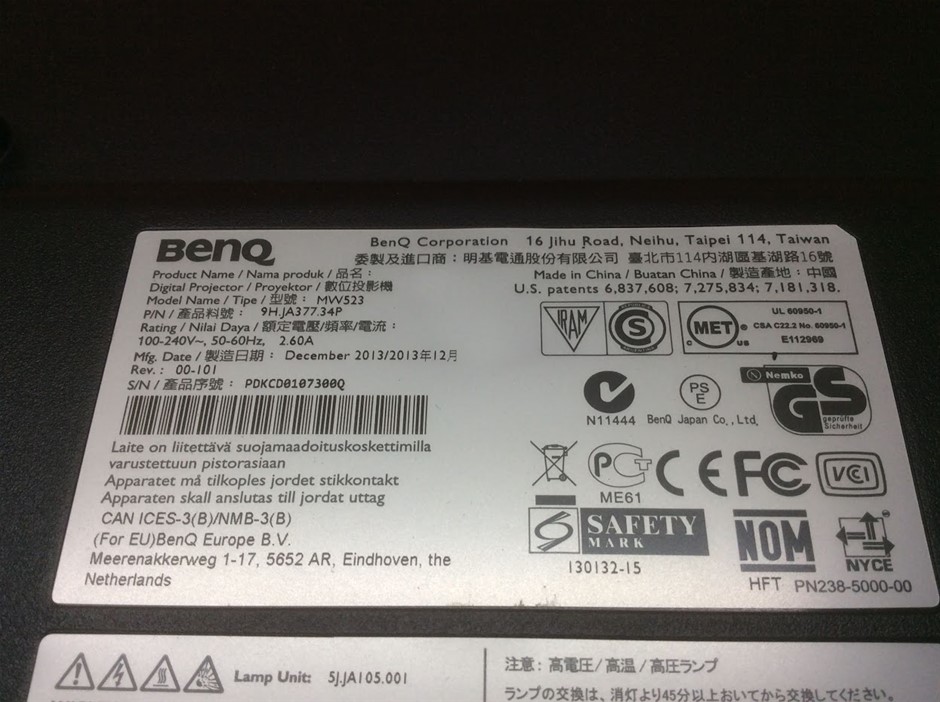 BenQ
BenQ Corporation 16 Jihu Road, Neihu, Taipei 114, Taiwan
委製及進口商：明基電通股份有限公司 臺北市114內湖區基湖路16號
Made in China / Buatan China / 製造產地：中國
U.S. patents 6,837,608; 7,275,834; 7,181,318.
Product Name / Nama produk / 品名：
Digital Projector / Proyektor / 數位投影機
Model Name / Tipe / 型號： MW523
P/N / 產品料號： 9H.JA377.34P
Rating / Nilai Daya / 額定電壓/頻率/電流：
100-240V~, 50-60Hz, 2.60A
Mfg. Date / 製造日期： December 2013/2013年12月
Rev.: 00-101
S/N / 產品序號： PDKCD0107300Q
Laite on liitettävä suojamaadoituskoskettimilla
varustettuun pistorasiaan
Apparatet må tilkoples jordet stikkontakt
Apparaten skall anslutas till jordat uttag
CAN ICES-3(B)/NMB-3(B)
(For EU)BenQ Europe B.V.
Meerenakkerweg 1-17, 5652 AR, Eindhoven, the
Netherlands
IRAM
S
MET
C US
UL 60950-1
CSA C22.2 No. 60950-1
E112969
N11444
PS
E
BenQ Japan Co., Ltd.
N Nemko
GS
geprüfte
Sicherheit
PCT
ME61
CE
FC
VCI
S SAFETY
MARK
130132-15
NOM
HFT
NYCE
PN238-5000-00
Lamp Unit: 5J.JA105.001
注意: 高電圧/高温/高圧ランプ
ランプの交換は、消灯より45分以上おいてから交換してください。